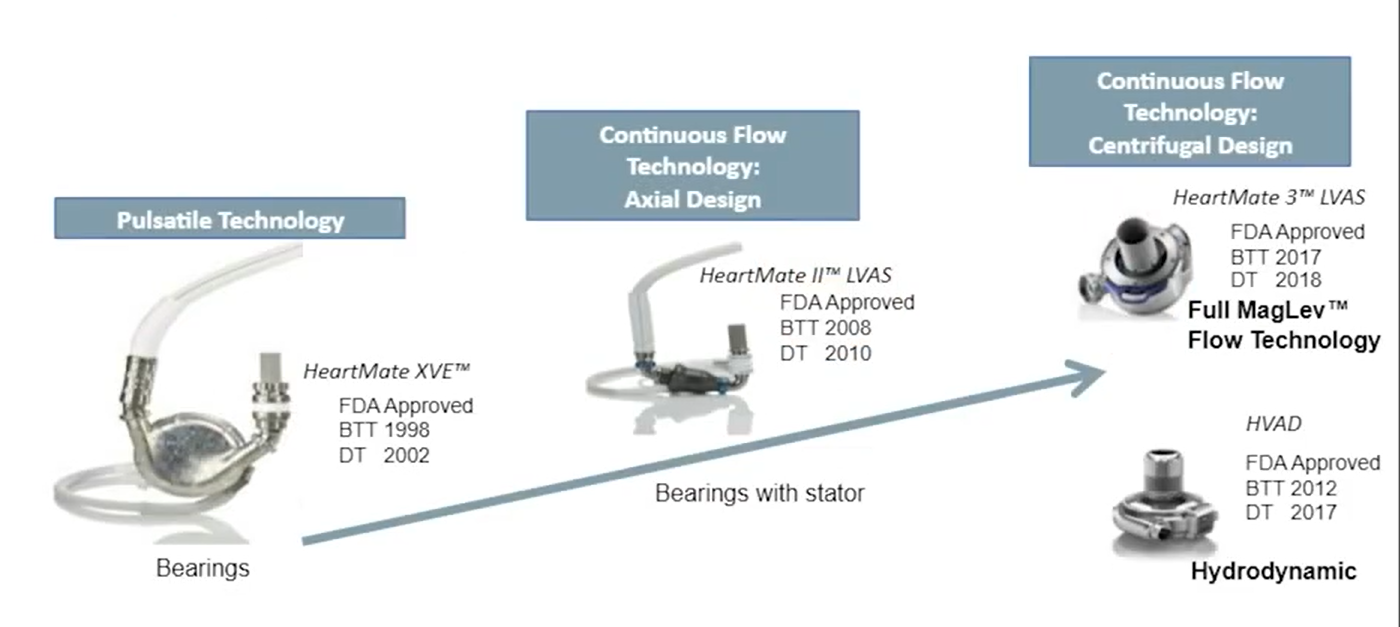 Pulsatile Technology
HeartMate XVE™
FDA Approved
BTT 1998
DT 2002
Bearings
Continuous Flow
Technology:
Axial Design
HeartMate II™ LVAS
FDA Approved
BTT 2008
DT 2010
Bearings with stator
Continuous Flow
Technology:
Centrifugal Design
HeartMate 3™ LVAS
FDA Approved
BTT 2017
DT 2018
Full MagLev™
Flow Technology
HVAD
FDA Approved
BTT 2012
DT 2017
Hydrodynamic